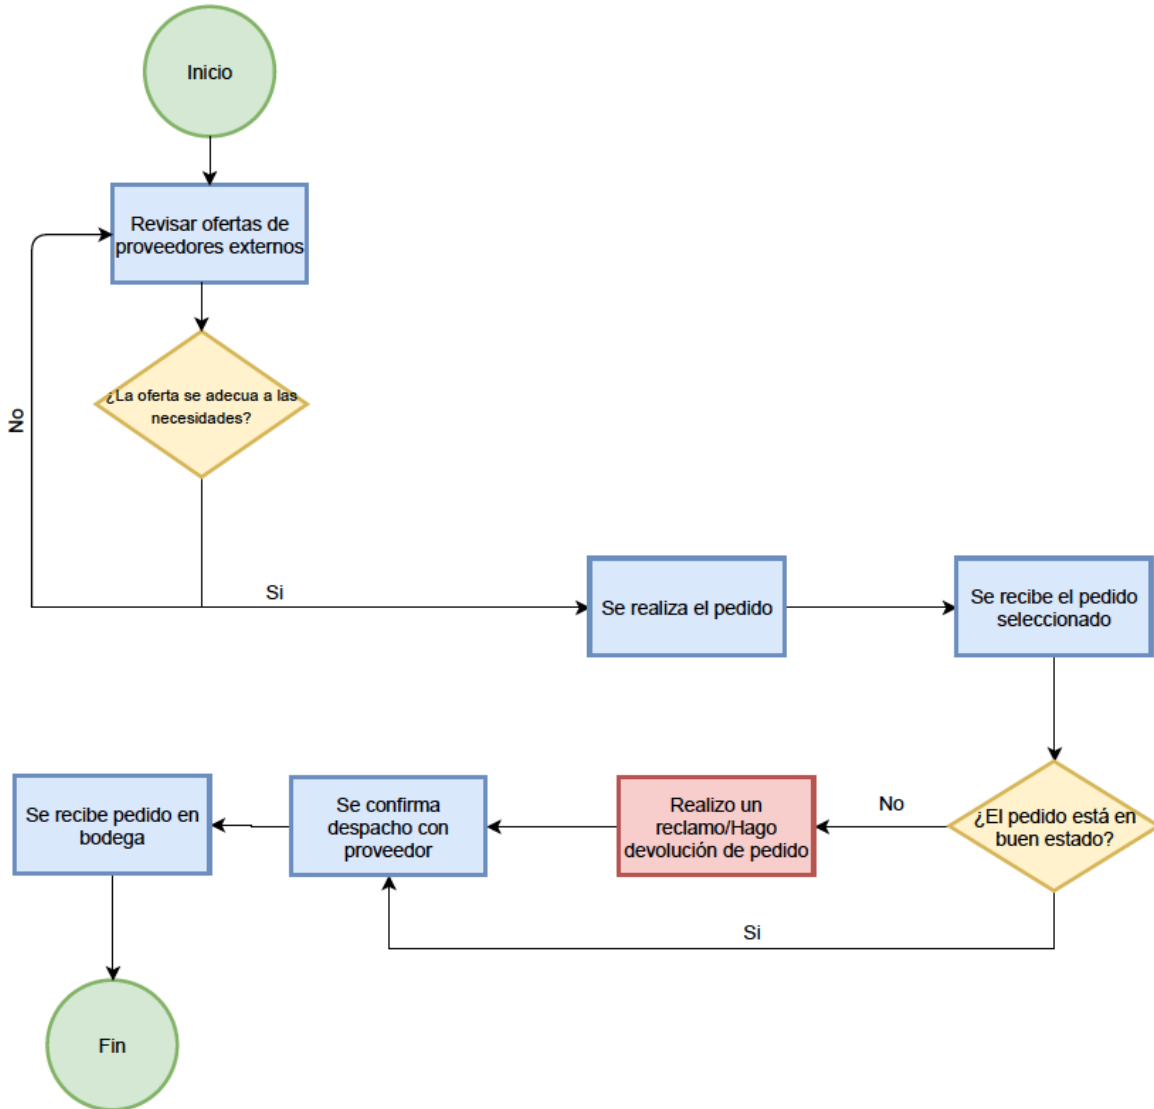 Inicio
Revisar ofertas de
proveedores externos
¿La oferta se adecua a las
necesidades?
No
Si
Se realiza el pedido
Se recibe el pedido
seleccionado
¿El pedido está en
buen estado?
No
Realizo un
reclamo/Hago
devolución de pedido
Se confirma
despacho con
proveedor
Se recibe pedido en
bodega
Si
Fin